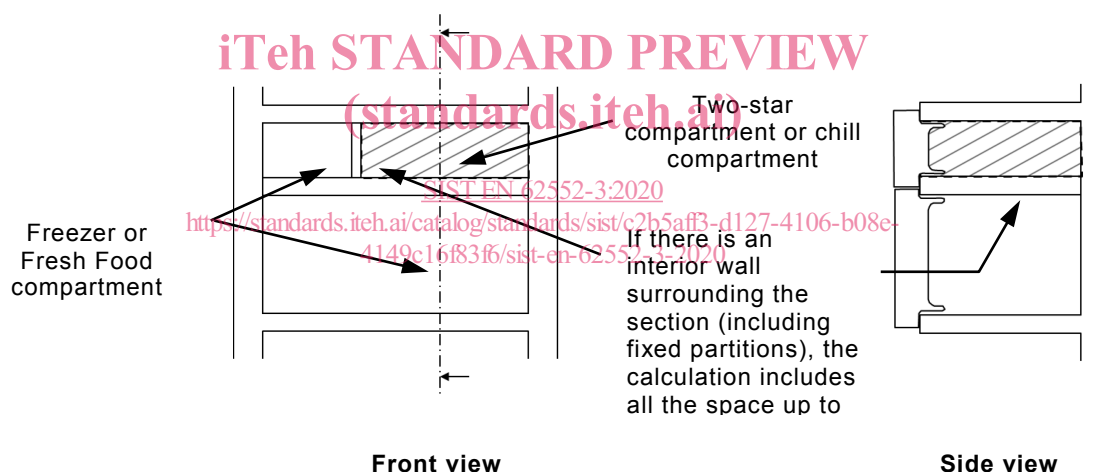 iTeh STANDARD PREVIEW
(standards.iteh.ai)
Two-star
compartment or chill
compartment
SIST EN 62552-3:2020
https://standards.iteh.ai/catalog/standards/sist/c2b5aff3-d127-4106-b08e-
4149c16f83f6/sist-en-62552-3-2020
Freezer or
Fresh Food
compartment
If there is an
interior wall
surrounding the
section (including
fixed partitions), the
calculation includes
all the space up to
Front view
Side view